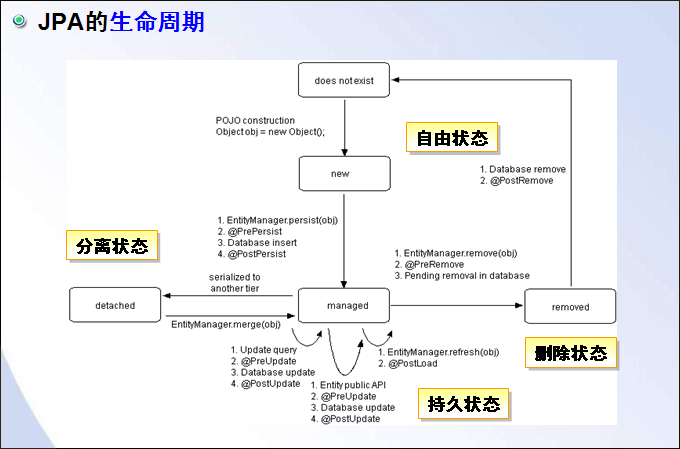 JPA的生命周期
does not exist
POJO construction
Object obj = new Object();
自由状态
new
1. Database remove
2. @PostRemove
1. EntityManager.persist(obj)
2. @PrePersist
3. Database insert
4. @PostPersist
分离状态
1. EntityManager.remove(obj)
2. @PreRemove
3. Pending removal in database
serialized to
another tier
detached
managed
removed
EntityManager.merge(obj)
1. Update query
2. @PreUpdate
3. Database update
4. @PostUpdate
1. EntityManager.refresh(obj)
2. @PostLoad
删除状态
1. Entity public API
2. @PreUpdate
3. Database update
4. @PostUpdate
持久状态